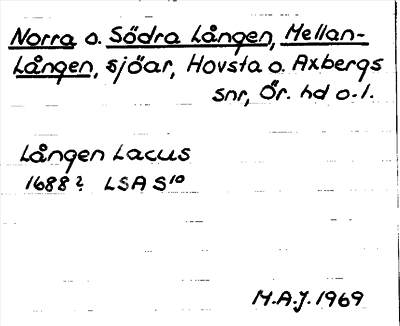 Norra o. Södra Lången, Mellan-
Lången, sjöar, Hovsta o. Axbergs
snr, Ör. hd o. l.
Lången Lacus
1688? LSA S¹⁰
M.A.J. 1969